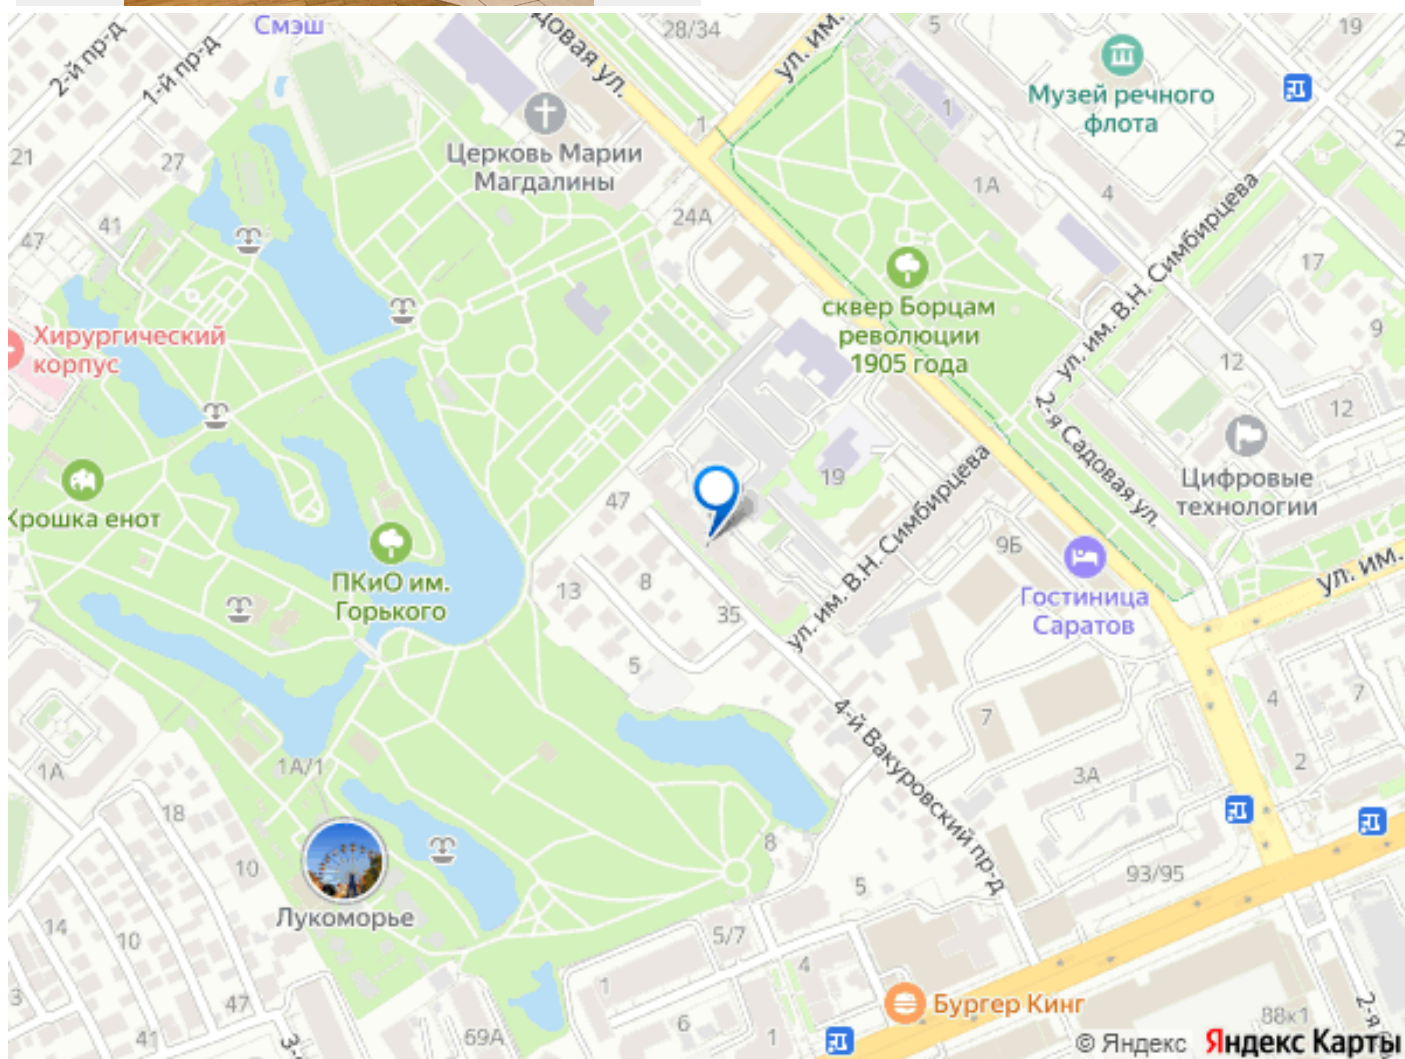 Смэш
2-й пр-д
1-й пр-д
довая ул.
28/34
ул. им.
5
19
Музей речного
флота
1
1
Церковь Марии
Магдалины
21
27
1А
4
2
24А
41
47
ул. им. В.Н. Симбирцева
17
сквер Борцам
революции
1905 года
9
Хирургический
корпус
12
12
2-я Садовая ул.
Цифровые
технологии
19
47
Крошка енот
ул. им. В.Н. Симбирцева
9Б
ПКиО им.
Горького
13
8
35
Гостиница
Саратов
ул. им.
5
4
7
7
4-й Вакуровский пр-д
1А
1А/1
2
3А
18
8
10
93/95
5
Лукоморье
14
10
5/7
4
3
47
1
Бургер Кинг
88к1
2-я
41
3-
69А
6
1
© Яндекс Яндекс Карты